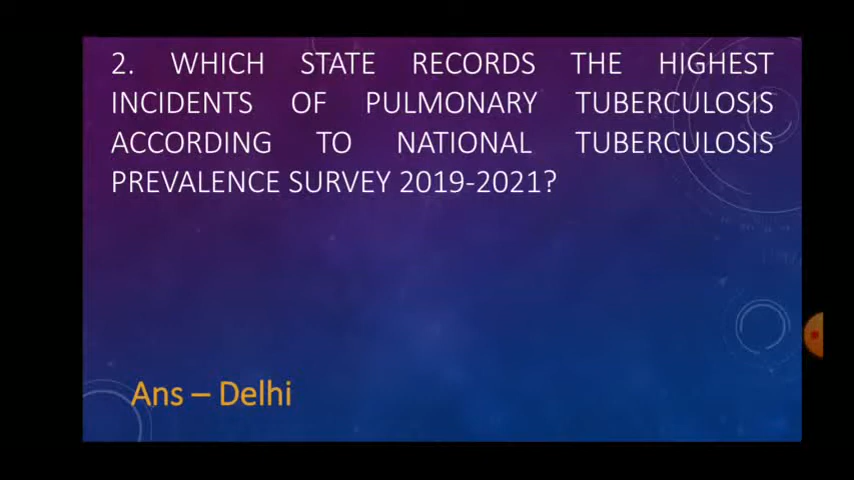 2. WHICH STATE RECORDS THE HIGHEST
INCIDENTS OF PULMONARY TUBERCULOSIS
ACCORDING TO NATIONAL TUBERCULOSIS
PREVALENCE SURVEY 2019-2021?
Ans – Delhi